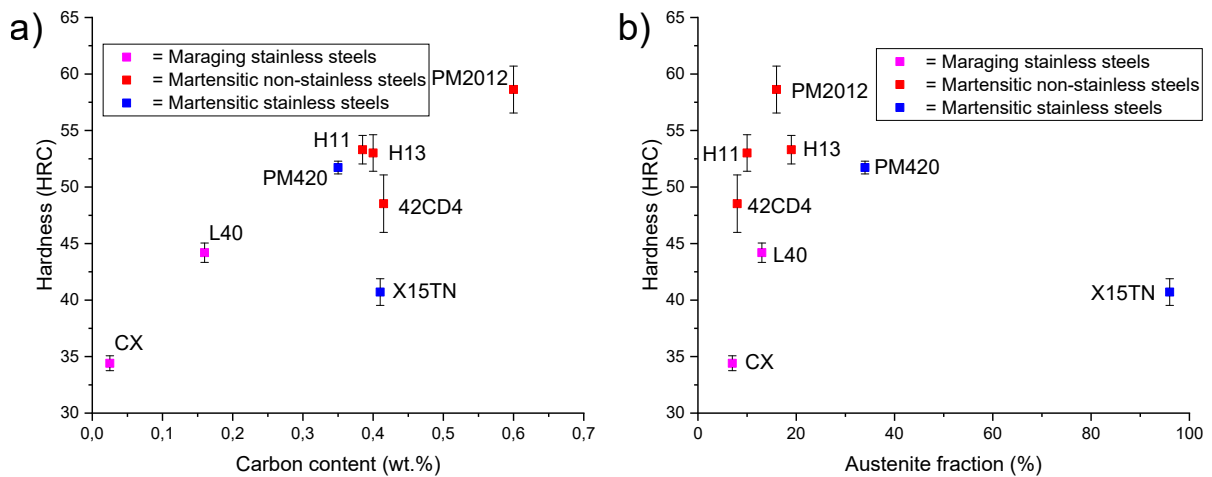 a)
= Maraging stainless steels
= Martensitic non-stainless steels
= Martensitic stainless steels
PM2012
H11
H13
PM420
42CD4
L40
X15TN
CX
65
60
55
50
45
40
35
30
Hardness (HRC)
0,0 0,1 0,2 0,3 0,4 0,5 0,6 0,7
Carbon content (wt.%)
b)
= Maraging stainless steels
= Martensitic non-stainless steels
= Martensitic stainless steels
PM2012
H11
H13
PM420
42CD4
L40
X15TN
CX
65
60
55
50
45
40
35
30
Hardness (HRC)
0 20 40 60 80 100
Austenite fraction (%)